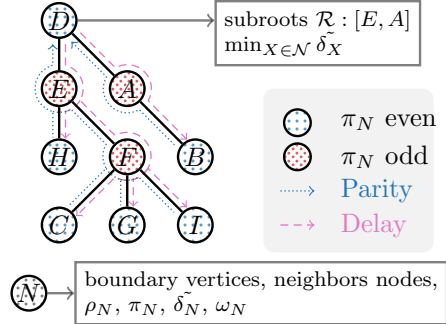 D
subroots R : [E, A]
min_{X∈N} δ̃_X
E
A
H
F
B
C
G
I
π_N even
π_N odd
Parity
Delay
N
boundary vertices, neighbors nodes,
ρ_N, π_N, δ̃_N, ω_N